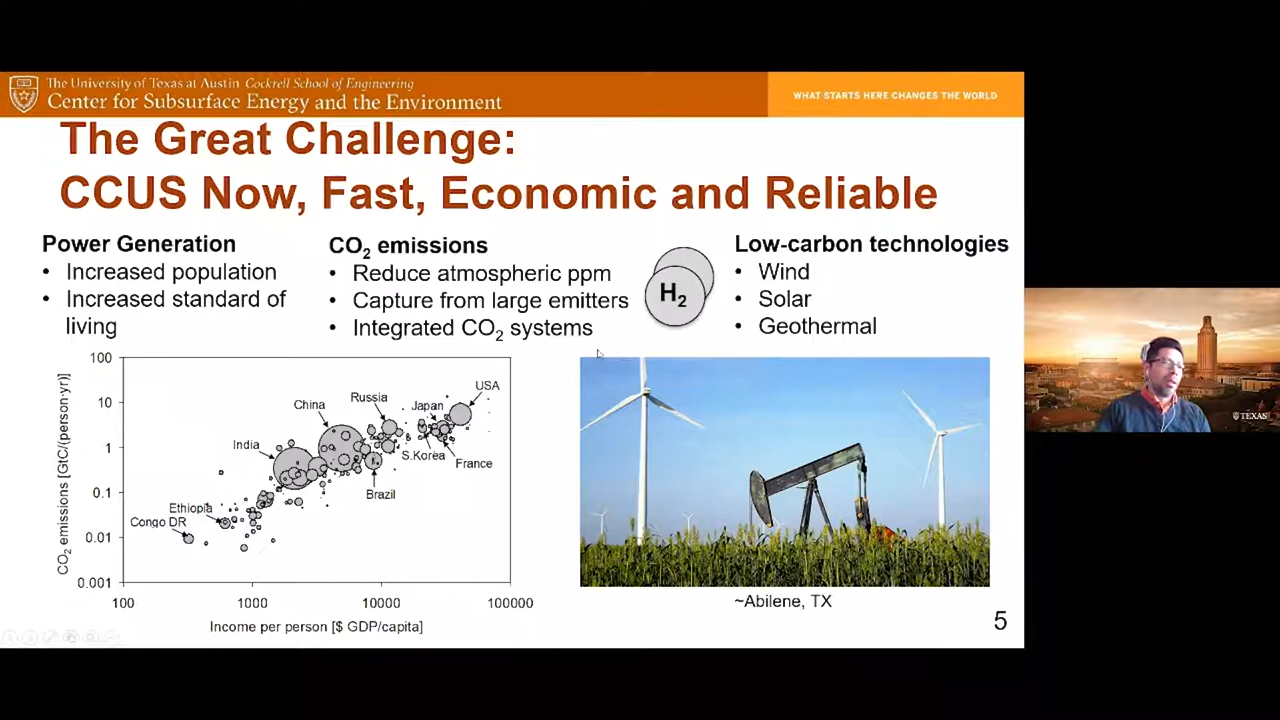 The University of Texas at Austin Cockrell School of Engineering
Center for Subsurface Energy and the Environment
WHAT STARTS HERE CHANGES THE WORLD
The Great Challenge:
CCUS Now, Fast, Economic and Reliable
Power Generation
• Increased population
• Increased standard of
living
CO2 emissions
• Reduce atmospheric ppm
• Capture from large emitters
• Integrated CO2 systems
H2
Low-carbon technologies
• Wind
• Solar
• Geothermal
CO2 emissions [GtC/(person·yr)]
100
10
1
0.1
0.01
0.001
USA
Russia
China
Japan
India
S.Korea
France
Brazil
Ethiopia
Congo DR
100
1000
10000
100000
Income per person [$ GDP/capita]
~Abilene, TX
5
TEXAS